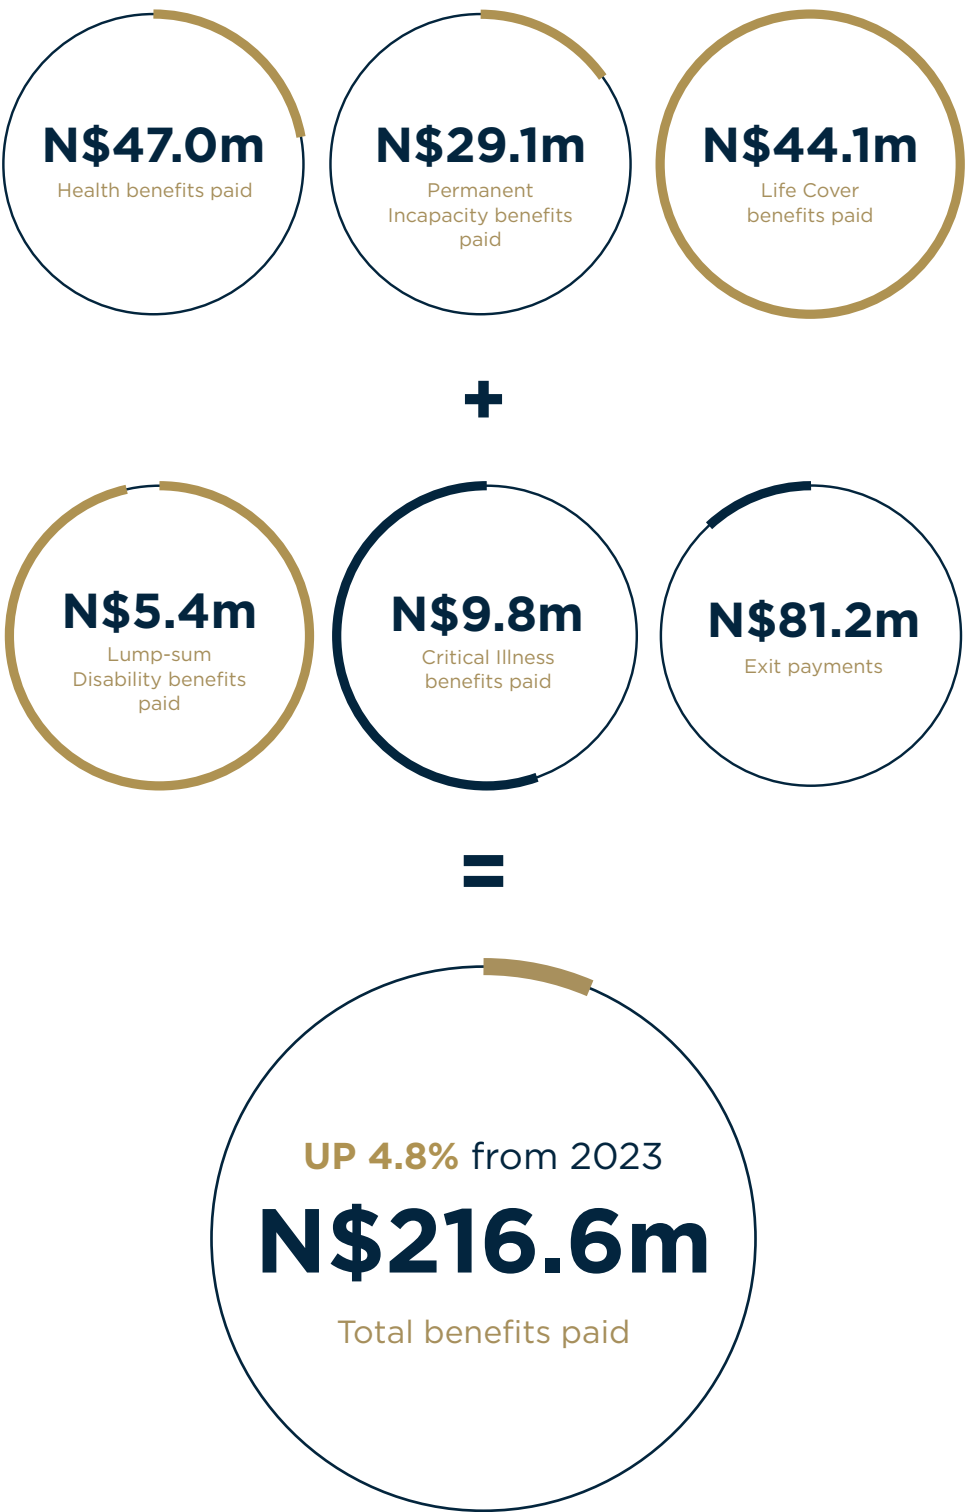 N$47.0m
Health benefits paid
N$29.1m
Permanent
Incapacity benefits
paid
N$44.1m
Life Cover
benefits paid
+
N$5.4m
Lump-sum
Disability benefits
paid
N$9.8m
Critical Illness
benefits paid
N$81.2m
Exit payments
=
UP 4.8% from 2023
N$216.6m
Total benefits paid